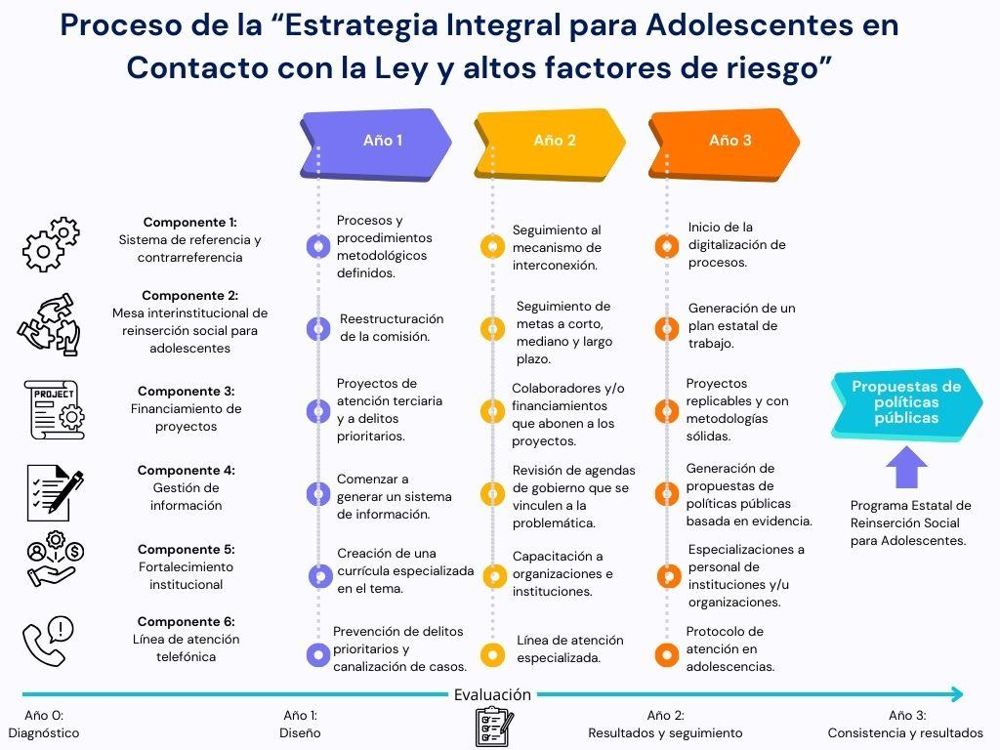 Proceso de la “Estrategia Integral para Adolescentes en
Contacto con la Ley y altos factores de riesgo”
Año 1
Año 2
Año 3
Componente 1:
Sistema de referencia y
contrarreferencia
Procesos y
procedimientos
metodológicos
definidos.
Seguimiento al
mecanismo de
interconexión.
Inicio de la
digitalización de
procesos.
Componente 2:
Mesa interinstitucional de
reinserción social para
adolescentes
Reestructuración
de la comisión.
Seguimiento de
metas a corto,
mediano y largo
plazo.
Generación de un
plan estatal de
trabajo.
PROJECT
Componente 3:
Financiamiento de
proyectos
Proyectos de
atención terciaria
y a delitos
prioritarios.
Colaboradores y/o
financiamientos
que abonen a los
proyectos.
Proyectos
replicables y con
metodologías
sólidas.
Componente 4:
Gestión de
información
Comenzar a
generar un sistema
de información.
Revisión de agendas
de gobierno que se
vinculen a la
problemática.
Generación de
propuestas de
políticas públicas
basada en evidencia.
Componente 5:
Fortalecimiento
institucional
Creación de una
currícula especializada
en el tema.
Capacitación a
organizaciones e
instituciones.
Especializaciones a
personal de
instituciones y/u
organizaciones.
Componente 6:
Línea de atención
telefónica
Prevención de delitos
prioritarios y
canalización de casos.
Línea de atención
especializada.
Protocolo de
atención en
adolescencias.
Propuestas de
políticas
públicas
Programa Estatal de
Reinserción Social
para Adolescentes.
Evaluación
Año 0:
Diagnóstico
Año 1:
Diseño
Año 2:
Resultados y seguimiento
Año 3:
Consistencia y resultados